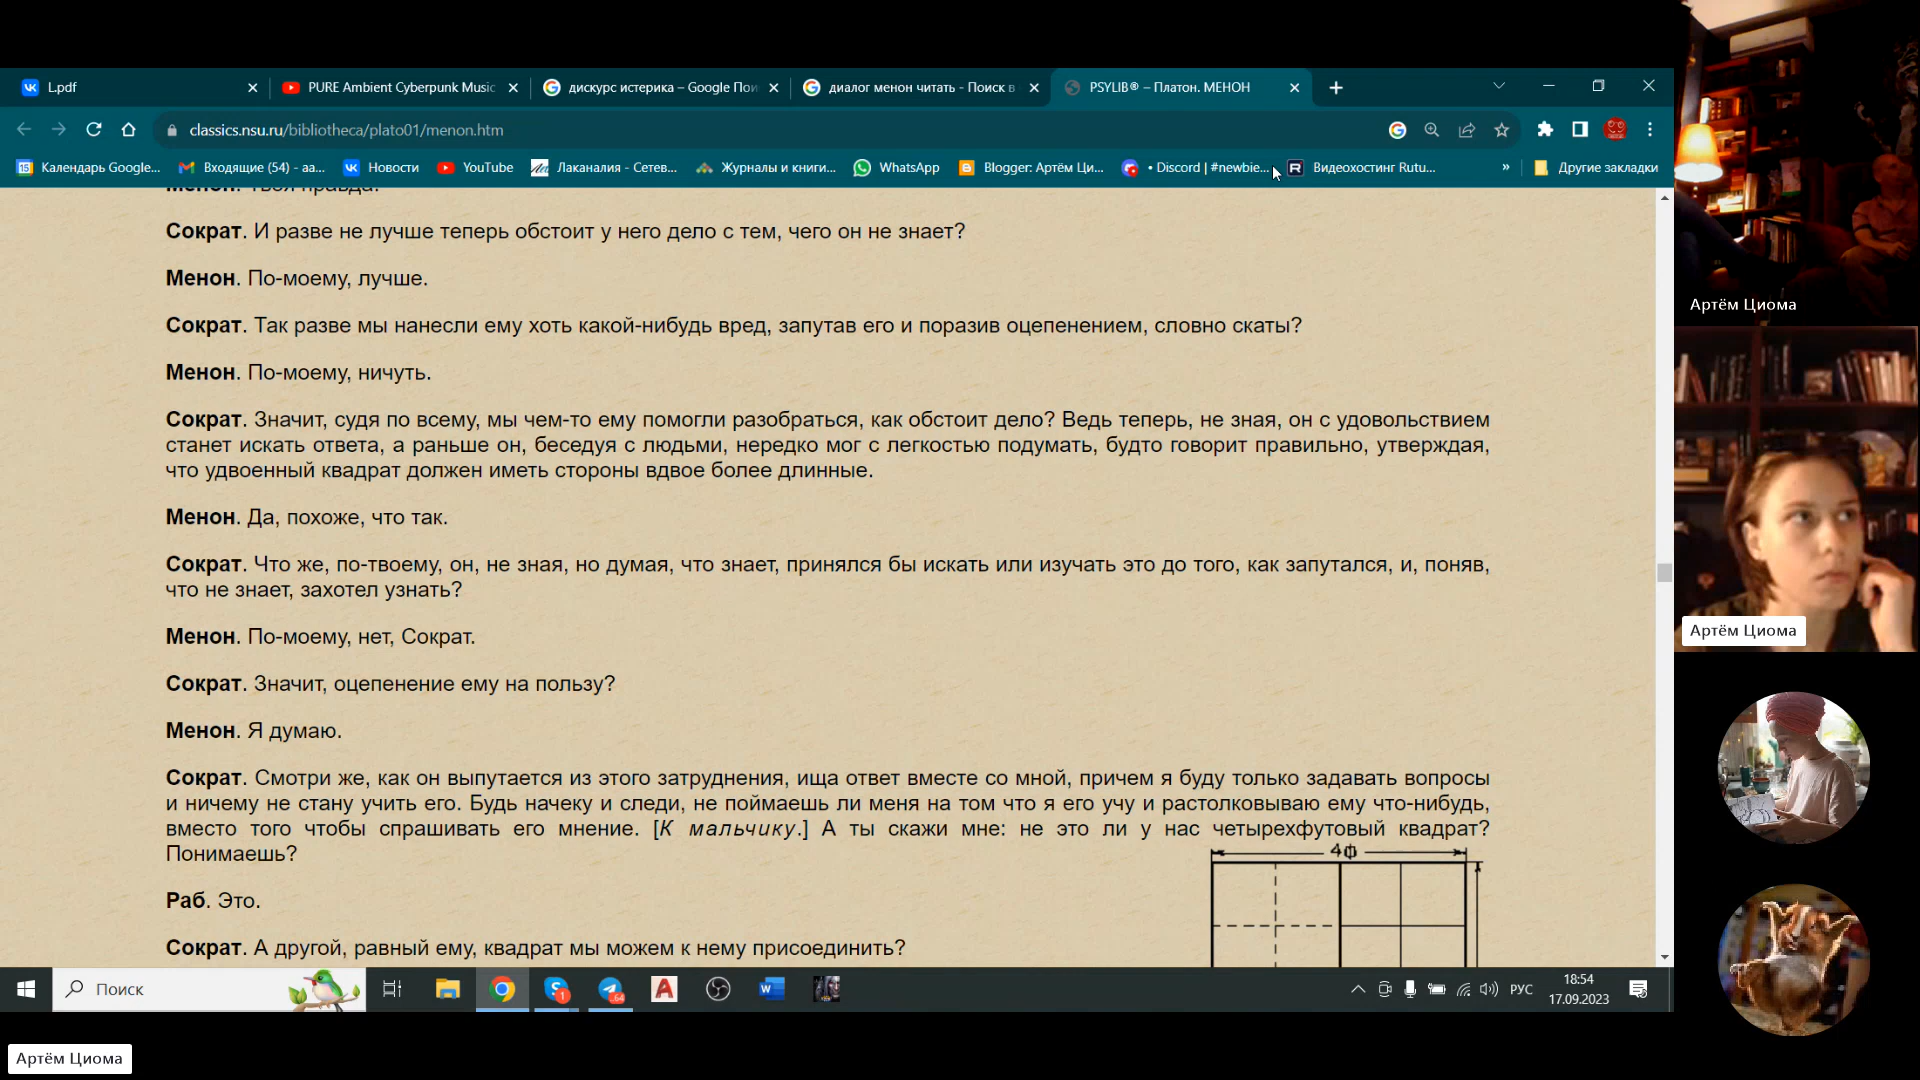 L.pdf
PURE Ambient Cyberpunk Music
дискурс истерика – Google Пои
диалог менон читать - Поиск в
PSYLIB® – Платон. МЕНОН
classics.nsu.ru/bibliotheca/plato01/menon.htm
Календарь Google...
Входящие (54) - aa...
Новости
YouTube
Лаканалия - Сетев...
Журналы и книги...
WhatsApp
Blogger: Артём Ци...
• Discord | #newbie...
Видеохостинг Rutu...
»
Другие закладки
Менон. Твоя правда.
Сократ. И разве не лучше теперь обстоит у него дело с тем, чего он не знает?
Менон. По-моему, лучше.
Сократ. Так разве мы нанесли ему хоть какой-нибудь вред, запутав его и поразив оцепенением, словно скаты?
Менон. По-моему, ничуть.
Сократ. Значит, судя по всему, мы чем-то ему помогли разобраться, как обстоит дело? Ведь теперь, не зная, он с удовольствием
станет искать ответа, а раньше он, беседуя с людьми, нередко мог с легкостью подумать, будто говорит правильно, утверждая,
что удвоенный квадрат должен иметь стороны вдвое более длинные.
Менон. Да, похоже, что так.
Сократ. Что же, по-твоему, он, не зная, но думая, что знает, принялся бы искать или изучать это до того, как запутался, и, поняв,
что не знает, захотел узнать?
Менон. По-моему, нет, Сократ.
Сократ. Значит, оцепенение ему на пользу?
Менон. Я думаю.
Сократ. Смотри же, как он выпутается из этого затруднения, ища ответ вместе со мной, причем я буду только задавать вопросы
и ничему не стану учить его. Будь начеку и следи, не поймаешь ли меня на том что я его учу и растолковываю ему что-нибудь,
вместо того чтобы спрашивать его мнение. [К мальчику.] А ты скажи мне: не это ли у нас четырехфутовый квадрат?
Понимаешь?
4ф
Раб. Это.
Сократ. А другой, равный ему, квадрат мы можем к нему присоединить?
Поиск
РУС
18:54
17.09.2023
Артём Циома
Артём Циома
Артём Циома